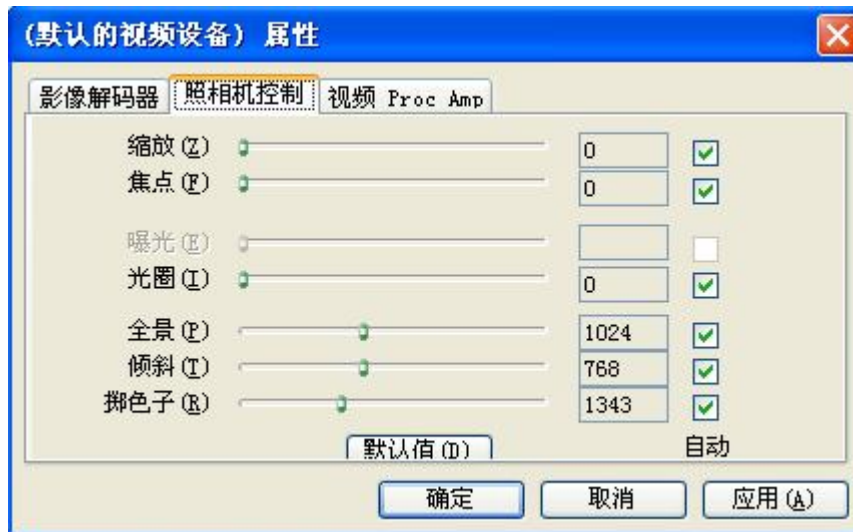 (默认的视频设备) 属性
影像解码器 照相机控制 视频 Proc Amp
缩放(Z) 0
焦点(F) 0
曝光(E)
光圈(I) 0
全景(P) 1024
倾斜(T) 768
掷色子(R) 1343
默认值(D) 自动
确定 取消 应用(A)